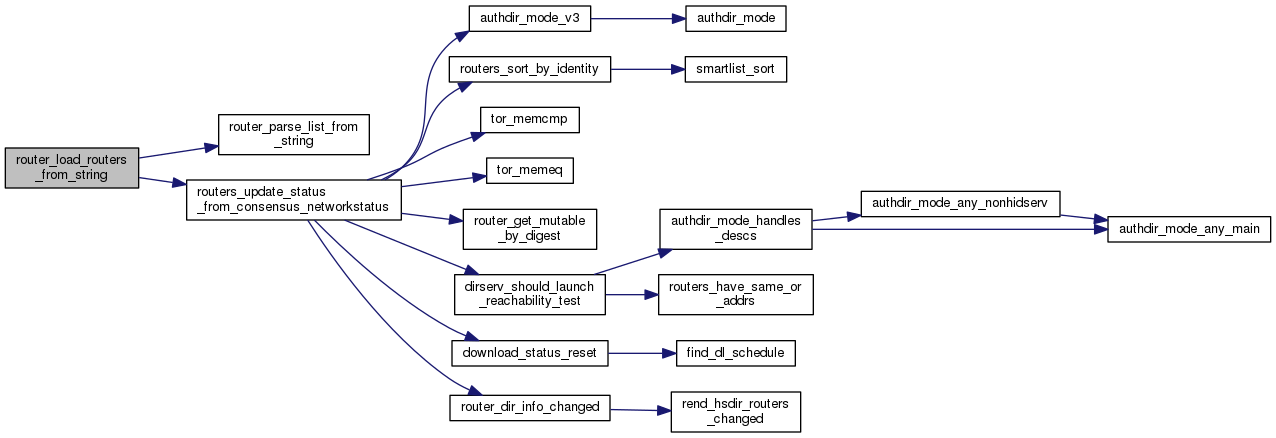 router_load_routers
_from_string
router_parse_list_from
_string
routers_update_status
_from_consensus_networkstatus
authdir_mode_v3
authdir_mode
routers_sort_by_identity
smartlist_sort
tor_memcmp
tor_memeq
router_get_mutable
_by_digest
dirserv_should_launch
_reachability_test
authdir_mode_handles
_descs
authdir_mode_any_nonhidserv
authdir_mode_any_main
routers_have_same_or
_addrs
download_status_reset
find_dl_schedule
router_dir_info_changed
rend_hsdir_routers
_changed